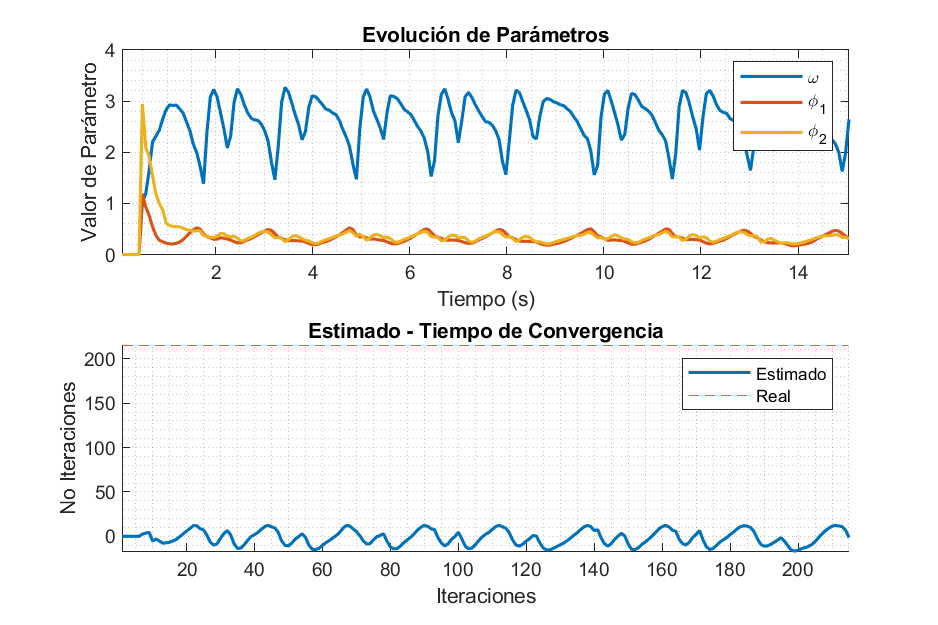 Evolución de Parámetros
Valor de Parámetro
4
3
2
1
0
ω
ϕ1
ϕ2
2 4 6 8 10 12 14
Tiempo (s)
Estimado - Tiempo de Convergencia
No Iteraciones
200
150
100
50
0
Estimado
Real
20 40 60 80 100 120 140 160 180 200
Iteraciones